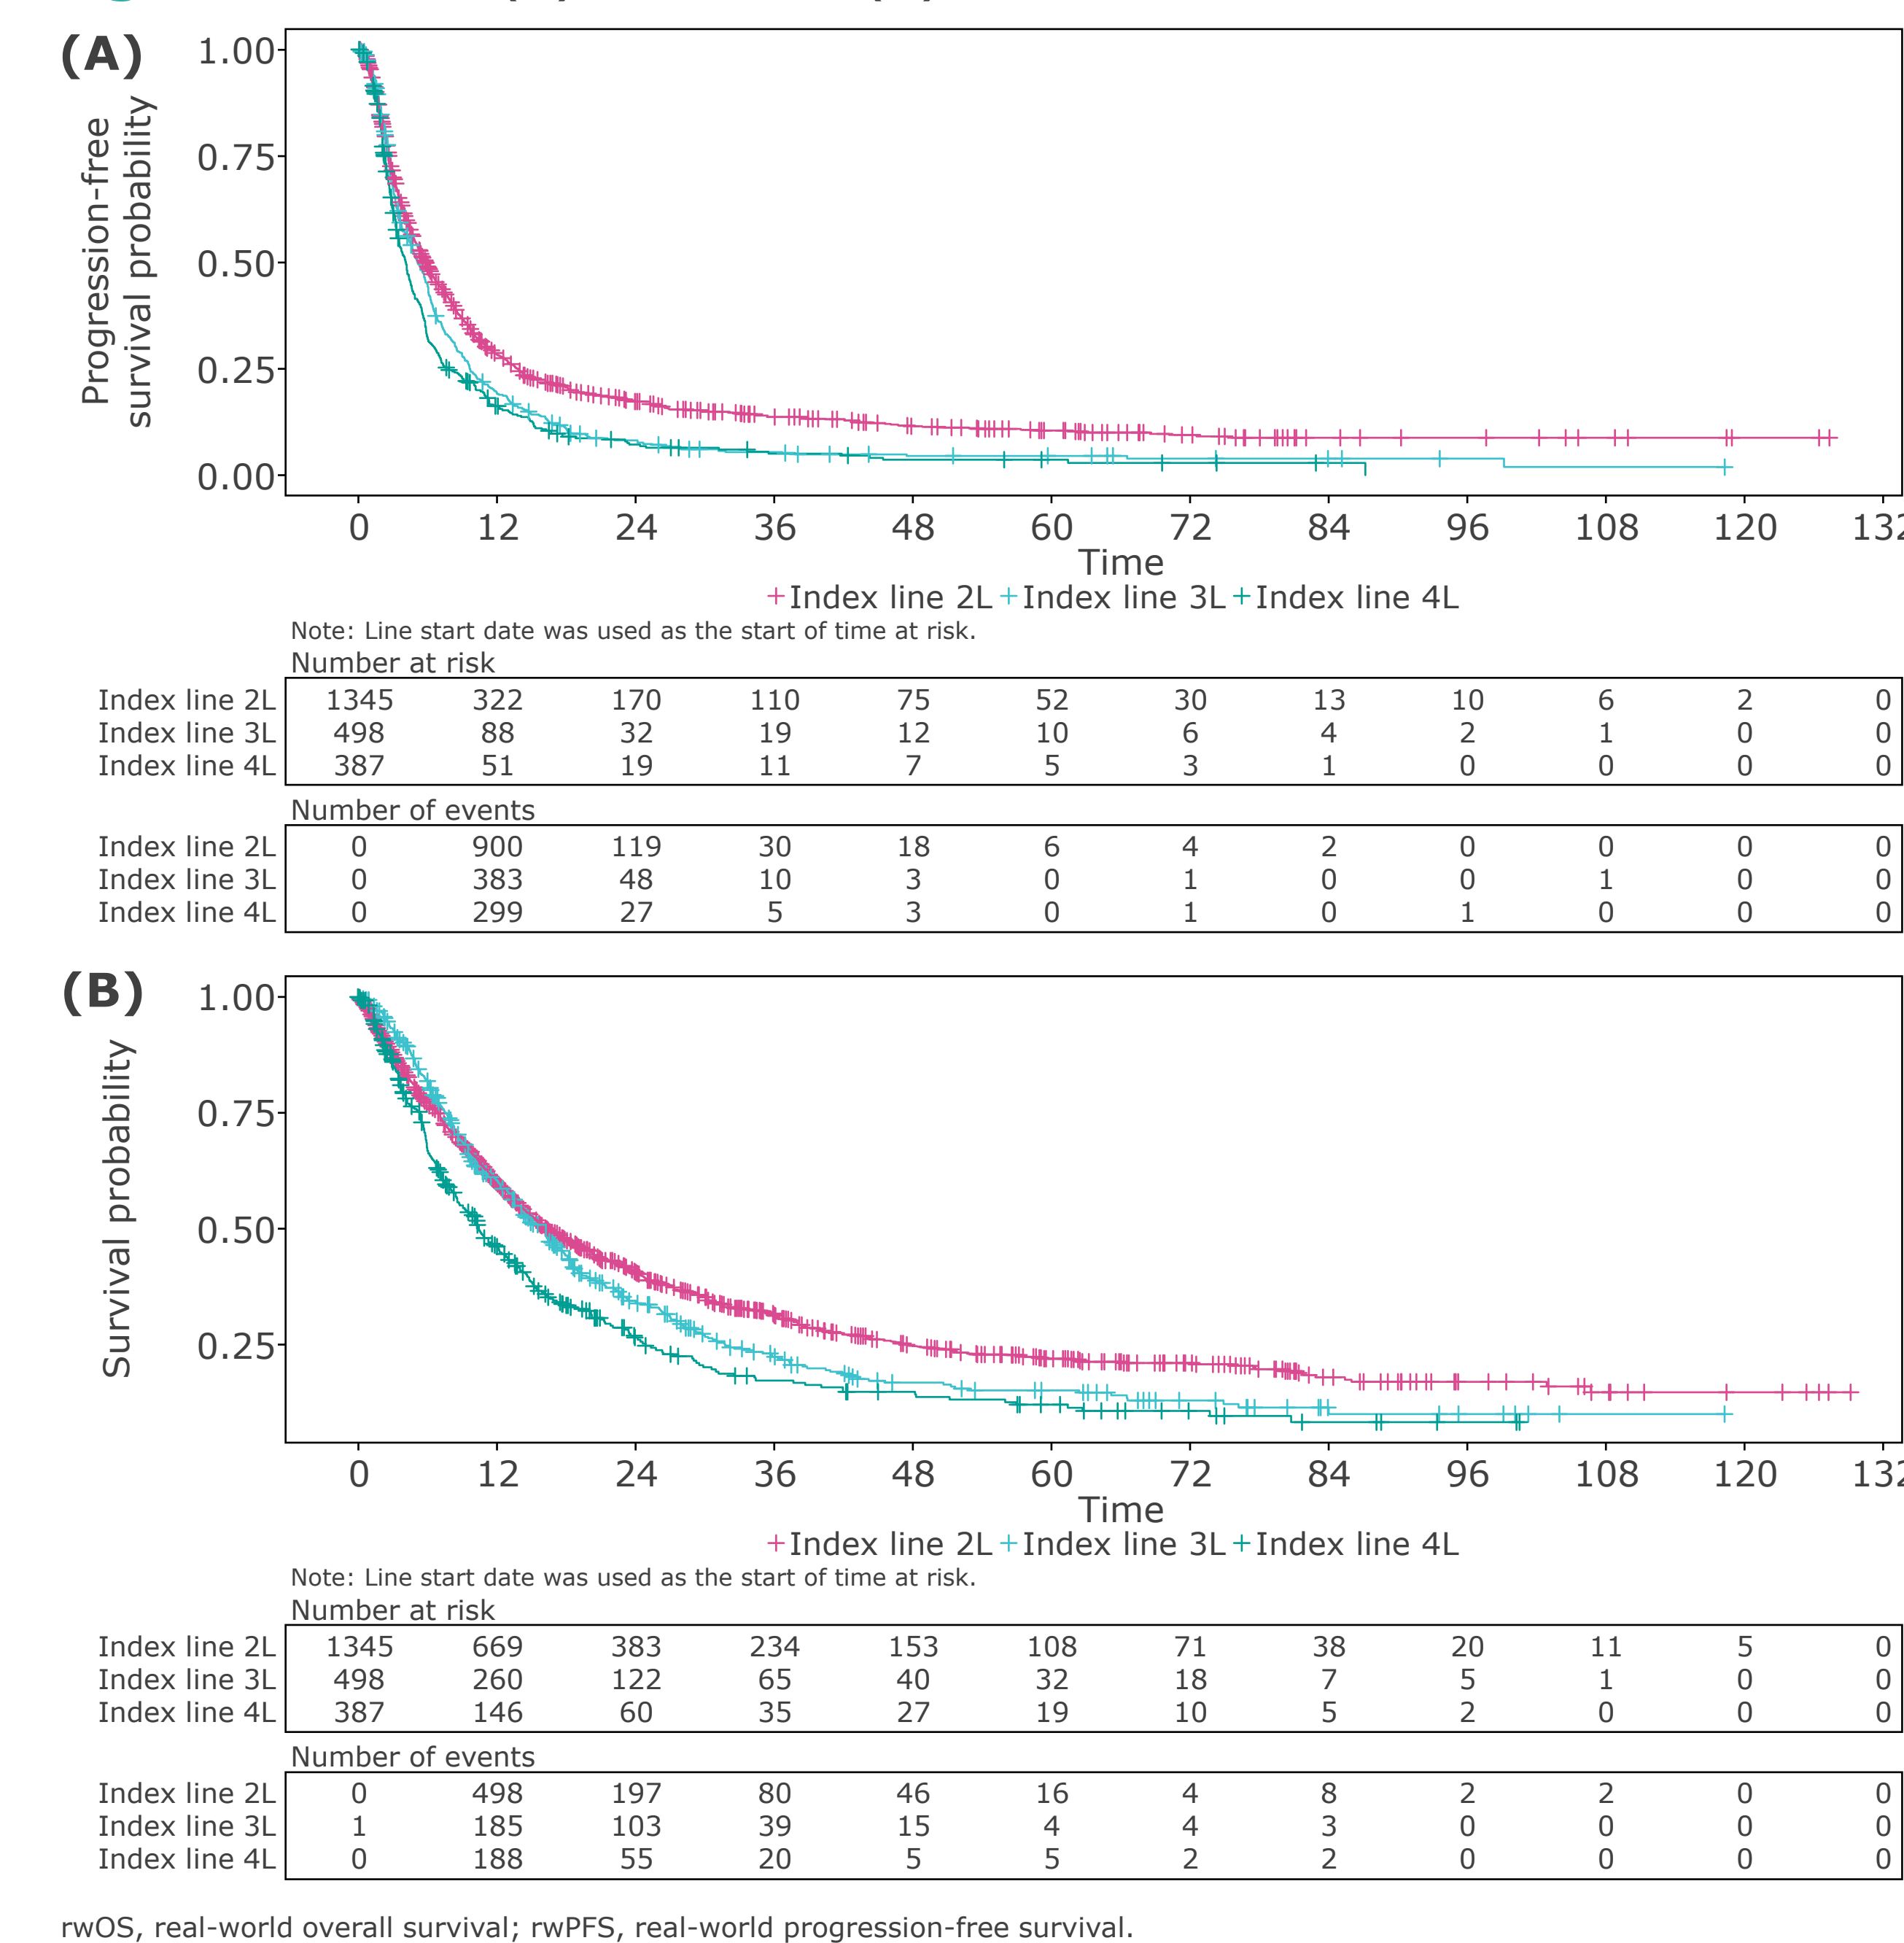 (A)
Progression-free
survival probability
1.00
0.75
0.50
0.25
0.00
0 12 24 36 48 60 72 84 96 108 120
Time
Index line 2L Index line 3L Index line 4L
Note: Line start date was used as the start of time at risk.
Number at risk
Index line 2L 1345 322 170 110 75 52 30 13 10 6 2 0
Index line 3L 498 88 32 19 12 10 6 4 2 1 0 0
Index line 4L 387 51 19 11 7 5 3 1 0 0 0 0
Number of events
Index line 2L 0 900 119 30 18 6 4 2 0 0 0 0
Index line 3L 0 383 48 10 3 0 1 0 0 1 0 0
Index line 4L 0 299 27 5 3 0 1 0 1 0 0 0
(B)
Survival probability
1.00
0.75
0.50
0.25
0 12 24 36 48 60 72 84 96 108 120
Time
Index line 2L Index line 3L Index line 4L
Note: Line start date was used as the start of time at risk.
Number at risk
Index line 2L 1345 669 383 234 153 108 71 38 20 11 5 0
Index line 3L 498 260 122 65 40 32 18 7 5 1 0 0
Index line 4L 387 146 60 35 27 19 10 5 2 0 0 0
Number of events
Index line 2L 0 498 197 80 46 16 4 8 2 2 0 0
Index line 3L 1 185 103 39 15 4 4 3 0 0 0 0
Index line 4L 0 188 55 20 5 5 2 2 0 0 0 0
rwOS, real-world overall survival; rwPFS, real-world progression-free survival.